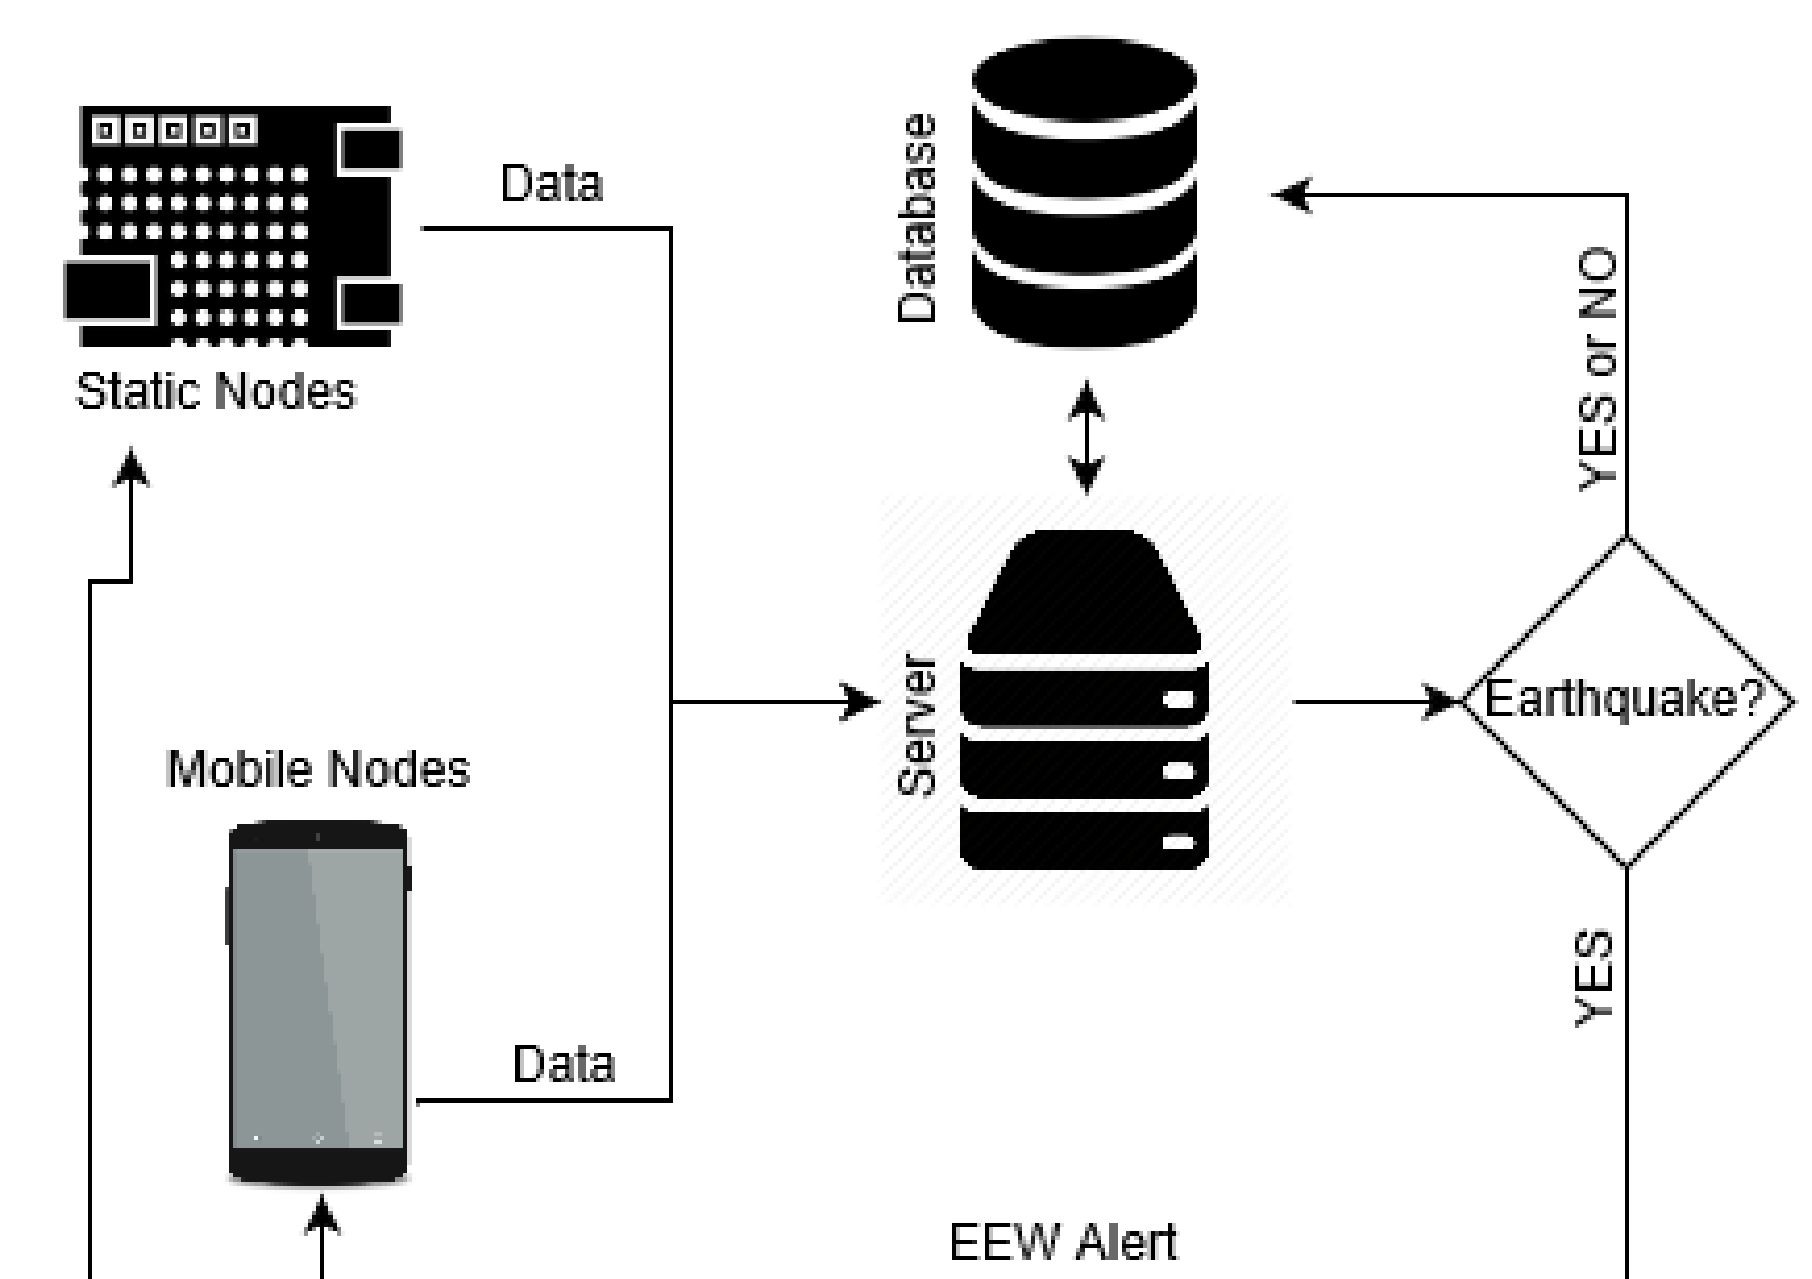 Data
Database
Static Nodes
YES or NO
Server
Earthquake?
Mobile Nodes
YES
Data
EEW Alert